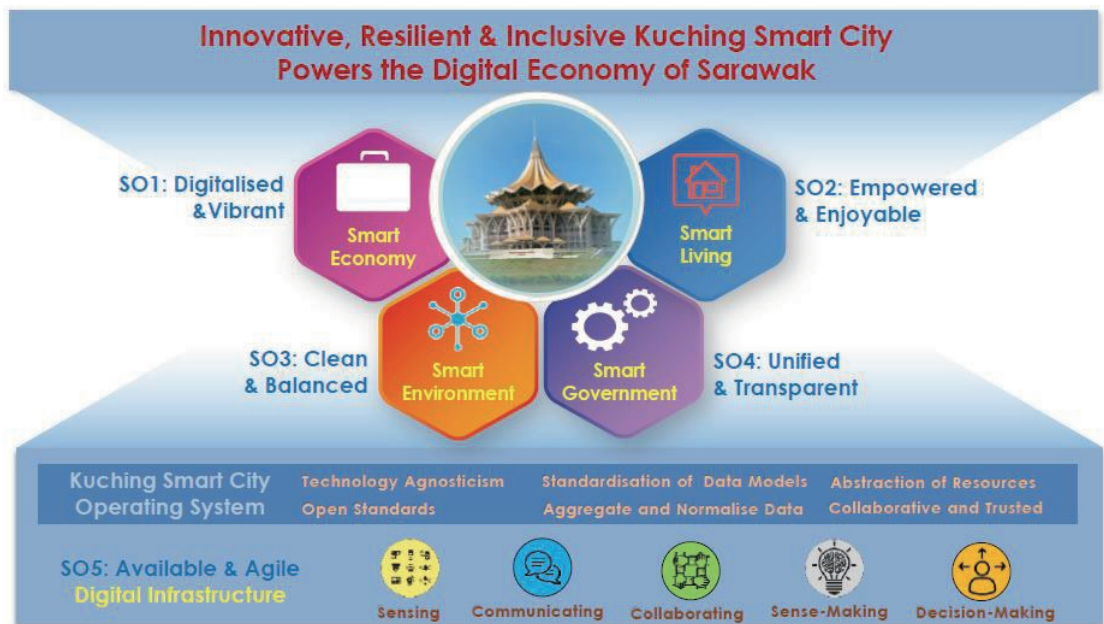 Innovative, Resilient & Inclusive Kuching Smart City
Powers the Digital Economy of Sarawak
SO1: Digitalised
&Vibrant
Smart
Economy
Smart
Living
SO2: Empowered
& Enjoyable
SO3: Clean
& Balanced
Smart
Environment
Smart
Government
SO4: Unified
& Transparent
Kuching Smart City
Operating System
Technology Agnosticism
Standardisation of Data Models
Abstraction of Resources
Open Standards
Aggregate and Normalise Data
Collaborative and Trusted
SO5: Available & Agile
Digital Infrastructure
Sensing
Communicating
Collaborating
Sense-Making
Decision-Making